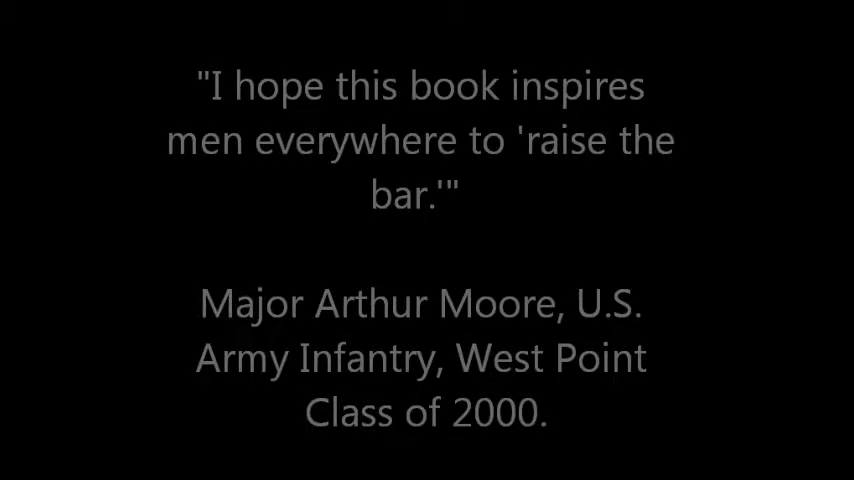 "I hope this book inspires
men everywhere to 'raise the
bar.'"
Major Arthur Moore, U.S.
Army Infantry, West Point
Class of 2000.